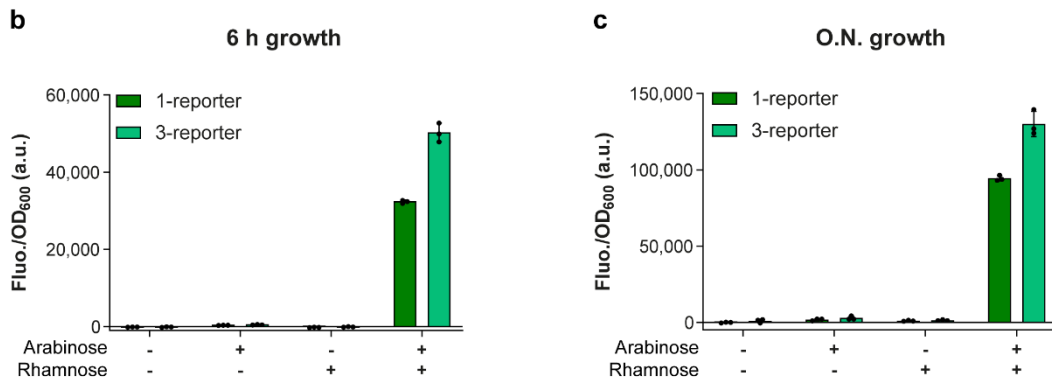 b
6 h growth
1-reporter
3-reporter
Fluo./OD600 (a.u.)
60,000
40,000
20,000
0
Arabinose - + - +
Rhamnose - - + +
c
O.N. growth
1-reporter
3-reporter
Fluo./OD600 (a.u.)
150,000
100,000
50,000
0
Arabinose - + - +
Rhamnose - - + +